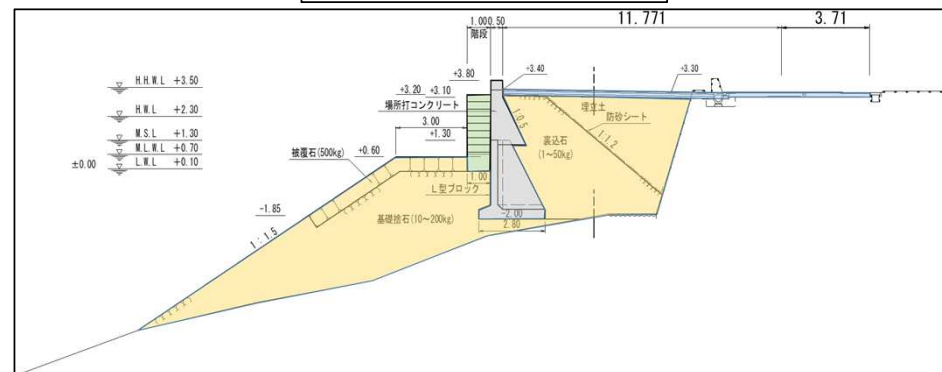 1.00 0.50 11.771 3.71
階段
+3.80
H.H.W.L +3.50
H.W.L +2.30
M.S.L +1.30
M.L.W.L +0.70
L.W.L +0.10
±0.00
+3.40
+3.30
+3.20 +3.10
場所打コンクリート
3.00
+1.30
1:0.5
埋立土
防砂シート
1:1.2
裏込石
(1～50kg)
被覆石(500kg)
+0.60
1.00
L型ブロック
-1.85
1:1.5
基礎捨石(10～200kg)
-2.00
2.80